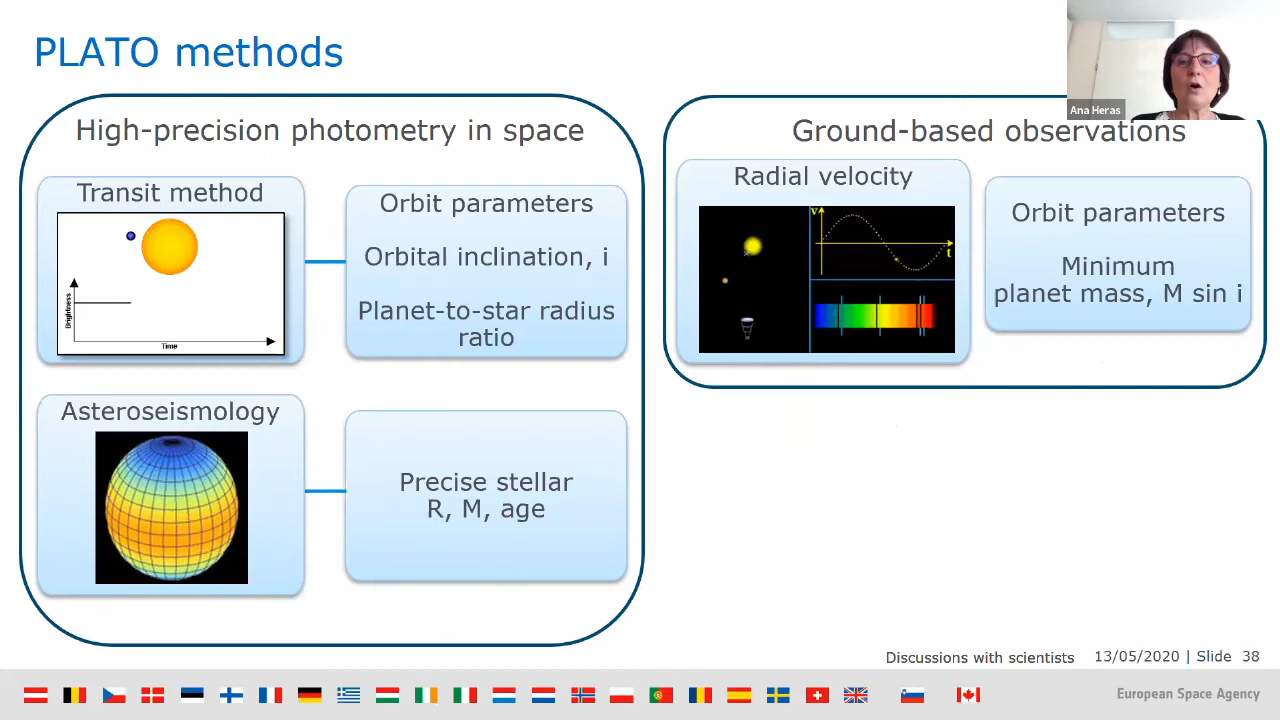 PLATO methods
Ana Heras
High-precision photometry in space
Transit method
Brightness
Time
Orbit parameters
Orbital inclination, i
Planet-to-star radius
ratio
Asteroseismology
Precise stellar
R, M, age
Ground-based observations
Radial velocity
v
t
Orbit parameters
Minimum
planet mass, M sin i
Discussions with scientists
13/05/2020 | Slide 38
European Space Agency